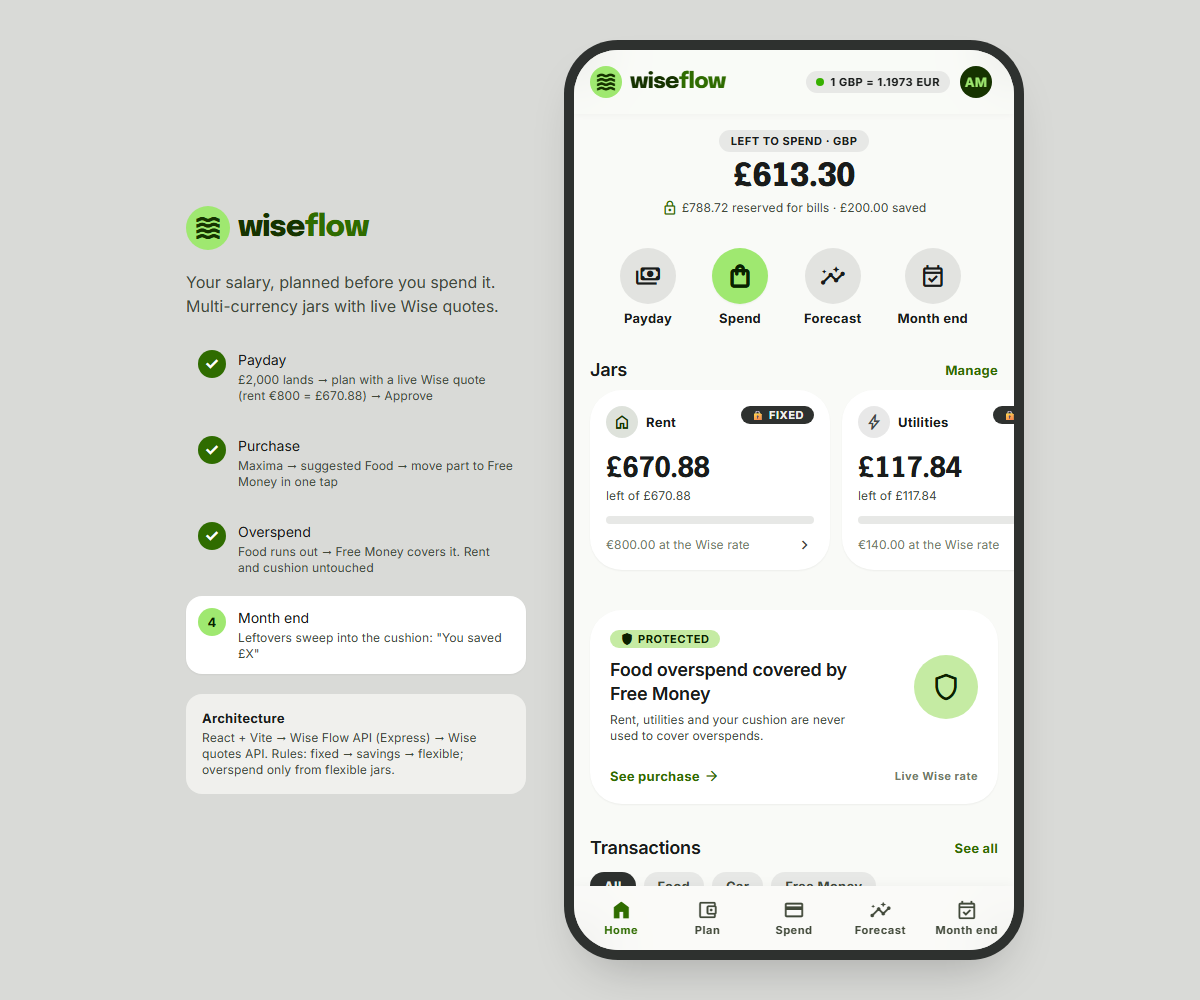 wiseflow
Your salary, planned before you spend it.
Multi-currency jars with live Wise quotes.
Payday
£2,000 lands → plan with a live Wise quote
(rent €800 = £670.88) → Approve
Purchase
Maxima → suggested Food → move part to Free
Money in one tap
Overspend
Food runs out → Free Money covers it. Rent
and cushion untouched
4
Month end
Leftovers sweep into the cushion: "You saved
£X"
Architecture
React + Vite → Wise Flow API (Express) → Wise
quotes API. Rules: fixed → savings → flexible;
overspend only from flexible jars.
wiseflow
1 GBP = 1.1973 EUR
AM
LEFT TO SPEND · GBP
£613.30
£788.72 reserved for bills · £200.00 saved
Payday
Spend
Forecast
Month end
Jars
Manage
Rent
FIXED
£670.88
left of £670.88
€800.00 at the Wise rate
Utilities
£117.84
left of £117.84
€140.00 at the Wise rate
PROTECTED
Food overspend covered by
Free Money
Rent, utilities and your cushion are never
used to cover overspends.
See purchase
Live Wise rate
Transactions
See all
All
Food
Car
Free Money
Home
Plan
Spend
Forecast
Month end